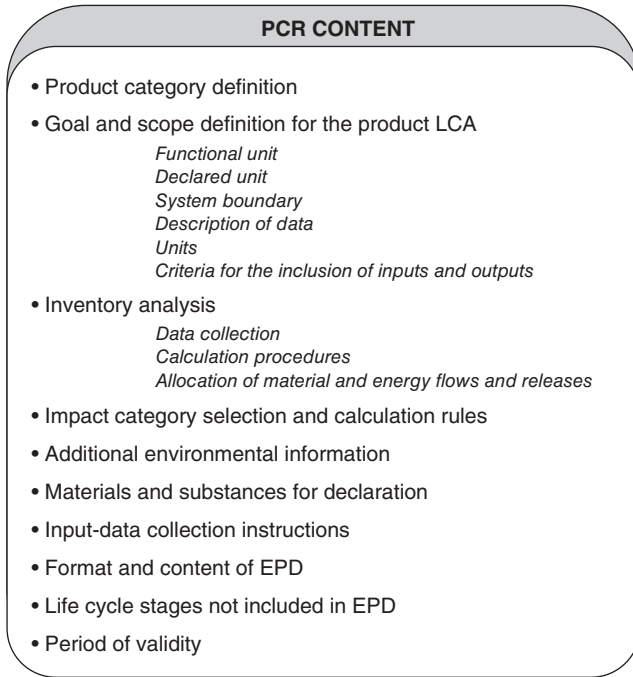 PCR CONTENT
• Product category definition
• Goal and scope definition for the product LCA
Functional unit
Declared unit
System boundary
Description of data
Units
Criteria for the inclusion of inputs and outputs
• Inventory analysis
Data collection
Calculation procedures
Allocation of material and energy flows and releases
• Impact category selection and calculation rules
• Additional environmental information
• Materials and substances for declaration
• Input-data collection instructions
• Format and content of EPD
• Life cycle stages not included in EPD
• Period of validity